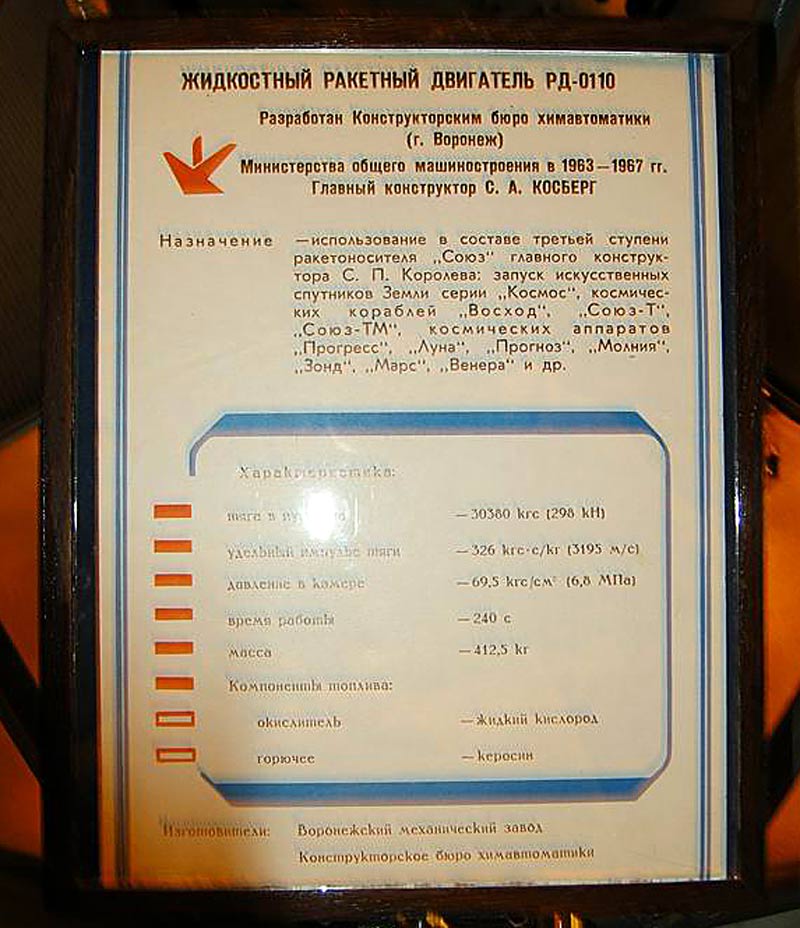 ЖИДКОСТНЫЙ РАКЕТНЫЙ ДВИГАТЕЛЬ РД-0110
Разработан Конструкторским бюро химавтоматики
(г. Воронеж)
Министерства общего машиностроения в 1963—1967 гг.
Главный конструктор С. А. КОСБЕРГ
Назначение —использование в составе третьей ступени
ракетоносителя „Союз“ главного конструк-
тора С. П. Королева: запуск искусственных
спутников Земли серии „Космос“, космичес-
ких кораблей „Восход“, „Союз-Т“,
„Союз-ТМ“, космических аппаратов
„Прогресс“, „Луна“, „Прогноз“, „Молния“,
„Зонд“, „Марс“, „Венера“ и др.
Характеристика:
тяга в —30380 кгс (298 kH)
удельный импульс тяги —326 кгс·с/кг (3195 м/с)
давление в камере —69,5 кгс/см² (6,8 МПа)
время работы —240 с
масса —412,5 кг
Компоненты топлива:
окислитель —жидкий кислород
горючее —керосин
Изготовители: Воронежский механический завод
Конструкторское бюро химавтоматики